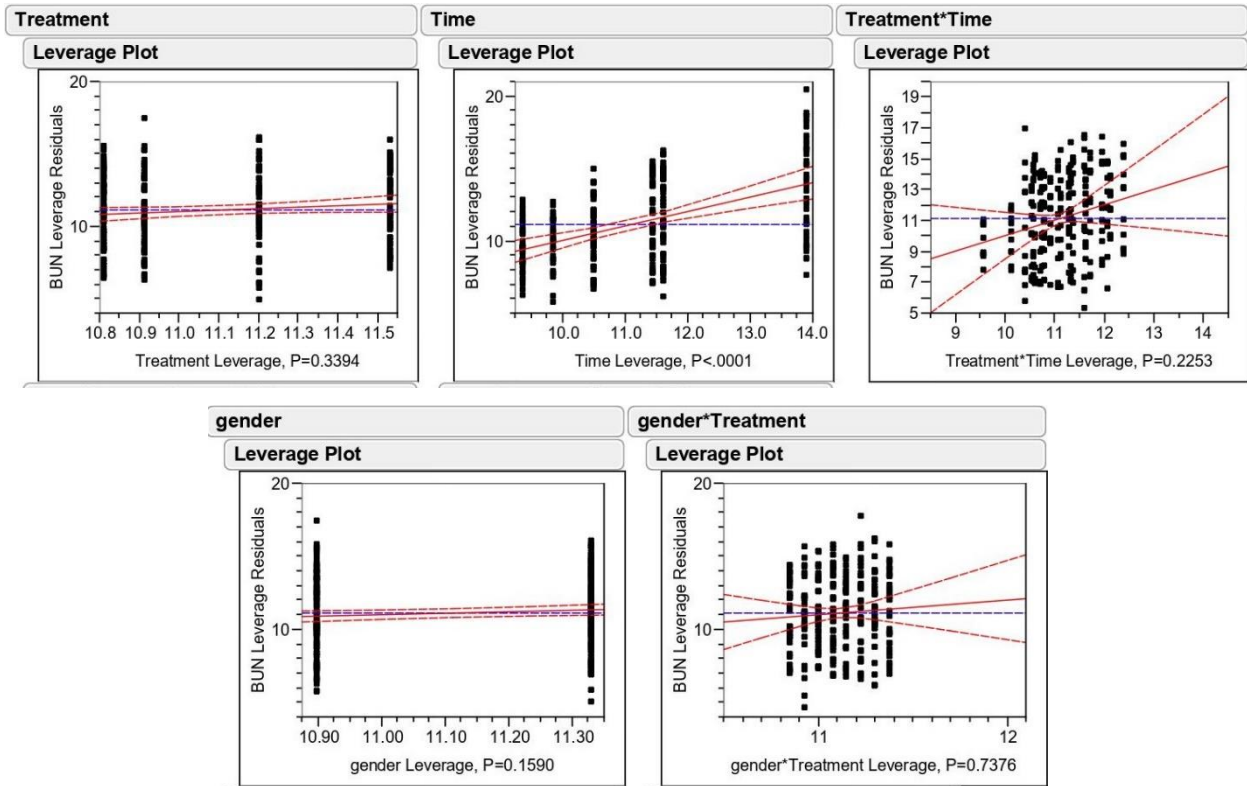 Treatment
Leverage Plot
BUN Leverage Residuals
20
10
10.8 10.9 11.0 11.1 11.2 11.3 11.4 11.5
Treatment Leverage, P=0.3394
Time
Leverage Plot
BUN Leverage Residuals
20
10
10.0 11.0 12.0 13.0 14.0
Time Leverage, P<.0001
Treatment*Time
Leverage Plot
BUN Leverage Residuals
19
17
15
13
11
9
7
5
9 10 11 12 13 14
Treatment*Time Leverage, P=0.2253
gender
Leverage Plot
BUN Leverage Residuals
20
10
10.90 11.00 11.10 11.20 11.30
gender Leverage, P=0.1590
gender*Treatment
Leverage Plot
BUN Leverage Residuals
20
10
11 12
gender*Treatment Leverage, P=0.7376